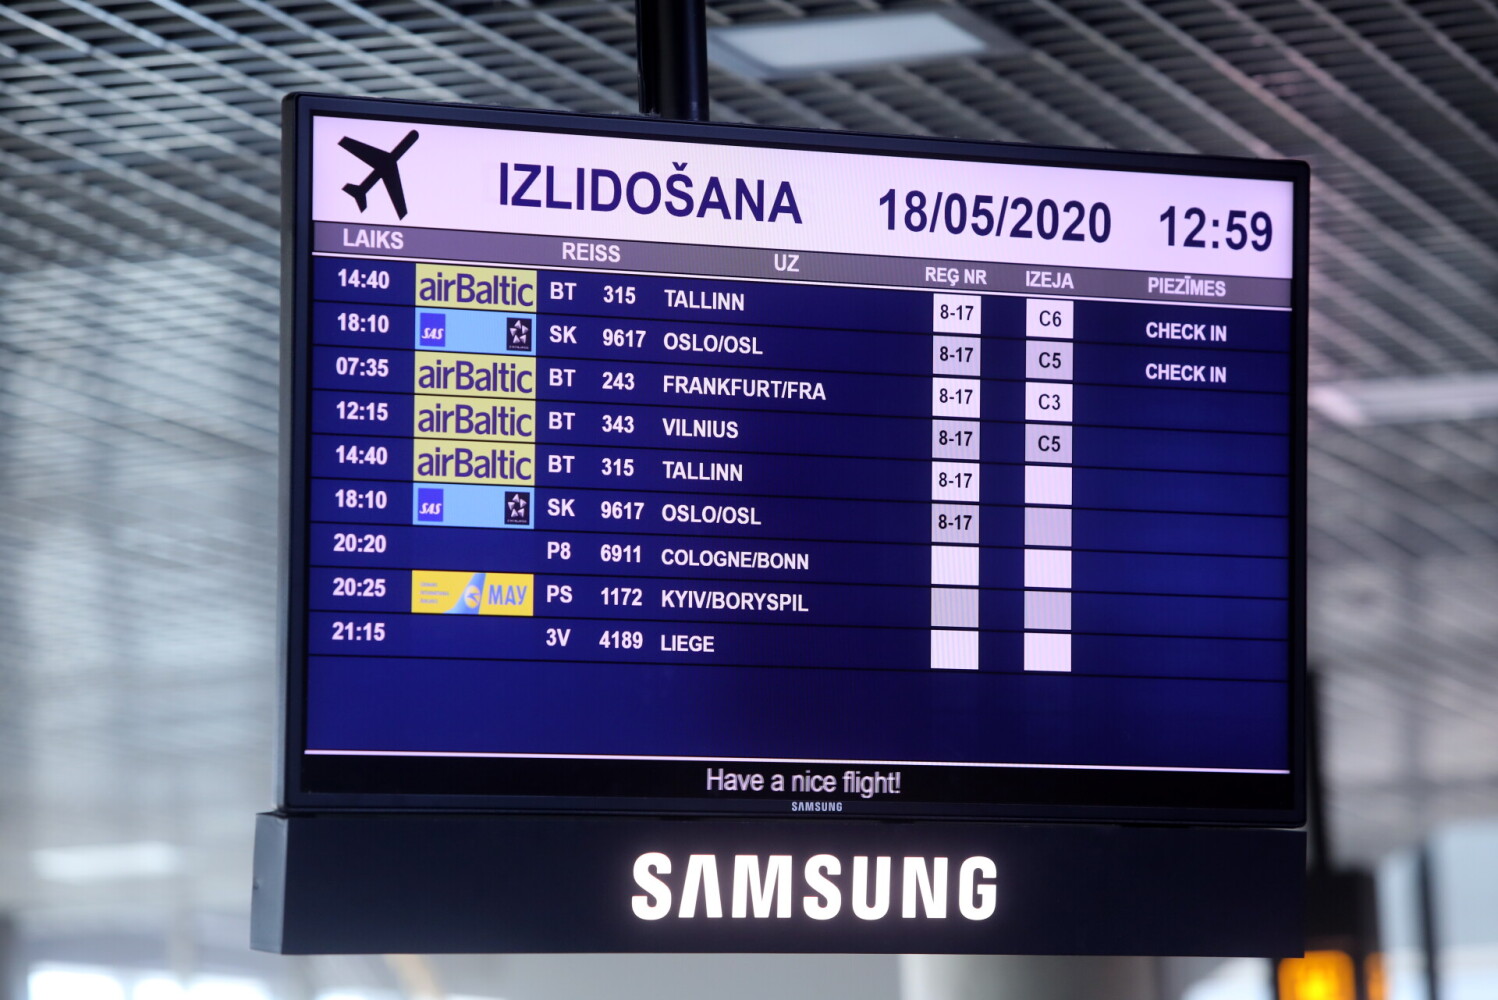 IZLIDOŠANA 18/05/2020 12:59
LAIKS REISS UZ REĢ NR IZEJA PIEZĪMES
14:40 airBaltic BT 315 TALLINN 8-17 C6 CHECK IN
18:10 SAS SK 9617 OSLO/OSL 8-17 C5 CHECK IN
07:35 airBaltic BT 243 FRANKFURT/FRA 8-17 C3
12:15 airBaltic BT 343 VILNIUS 8-17 C5
14:40 airBaltic BT 315 TALLINN 8-17
18:10 SAS SK 9617 OSLO/OSL 8-17
20:20 P8 6911 COLOGNE/BONN
20:25 МАУ PS 1172 KYIV/BORYSPIL
21:15 3V 4189 LIEGE
Have a nice flight!
SAMSUNG
SAMSUNG